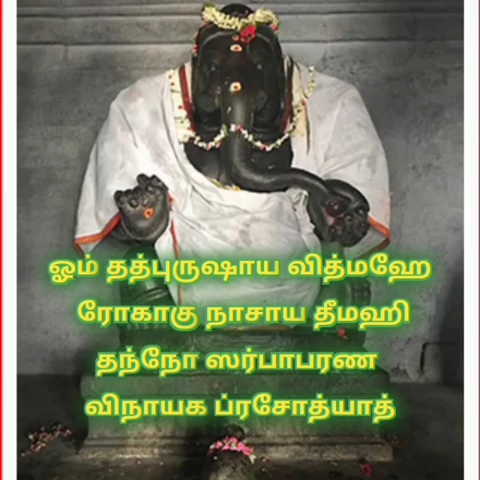 ஓம் தத்புருஷாய வித்மஹே
ரோகாகு நாசாய தீமஹி
தந்நோ ஸர்பாபரண
விநாயக ப்ரசோத்யாத்